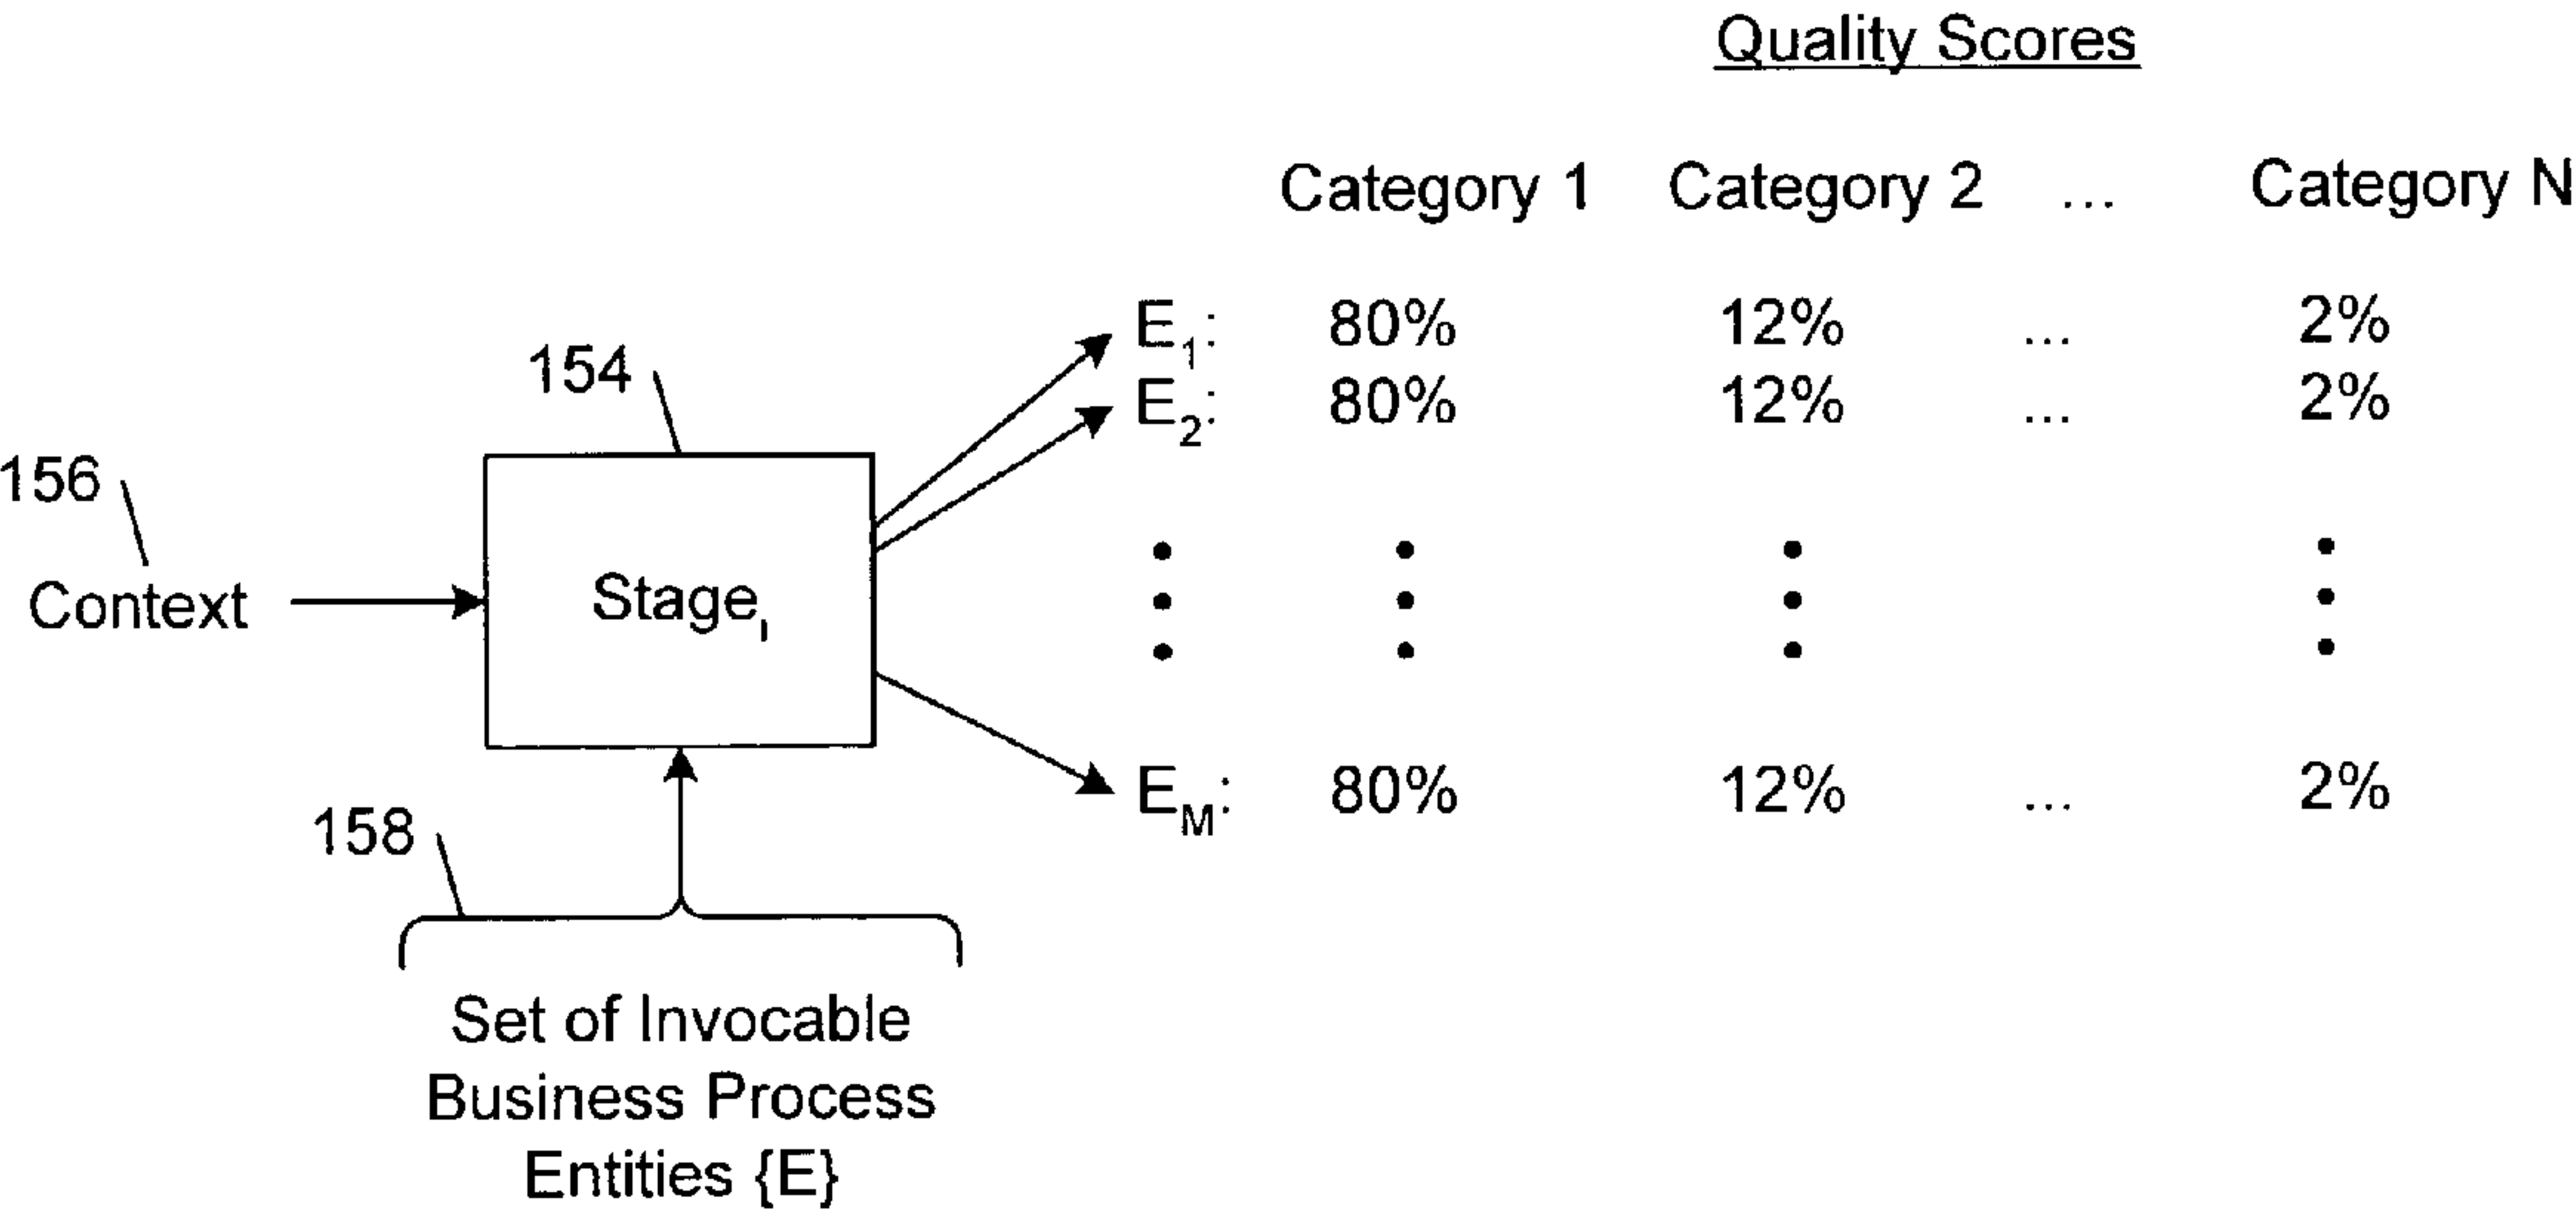 Quality Scores
Category 1 Category 2 ... Category N
E1: 80% 12% ... 2%
154
E2: 80% 12% ... 2%
156
Context
StageI
EM: 80% 12% ... 2%
158
Set of Invocable
Business Process
Entities {E}